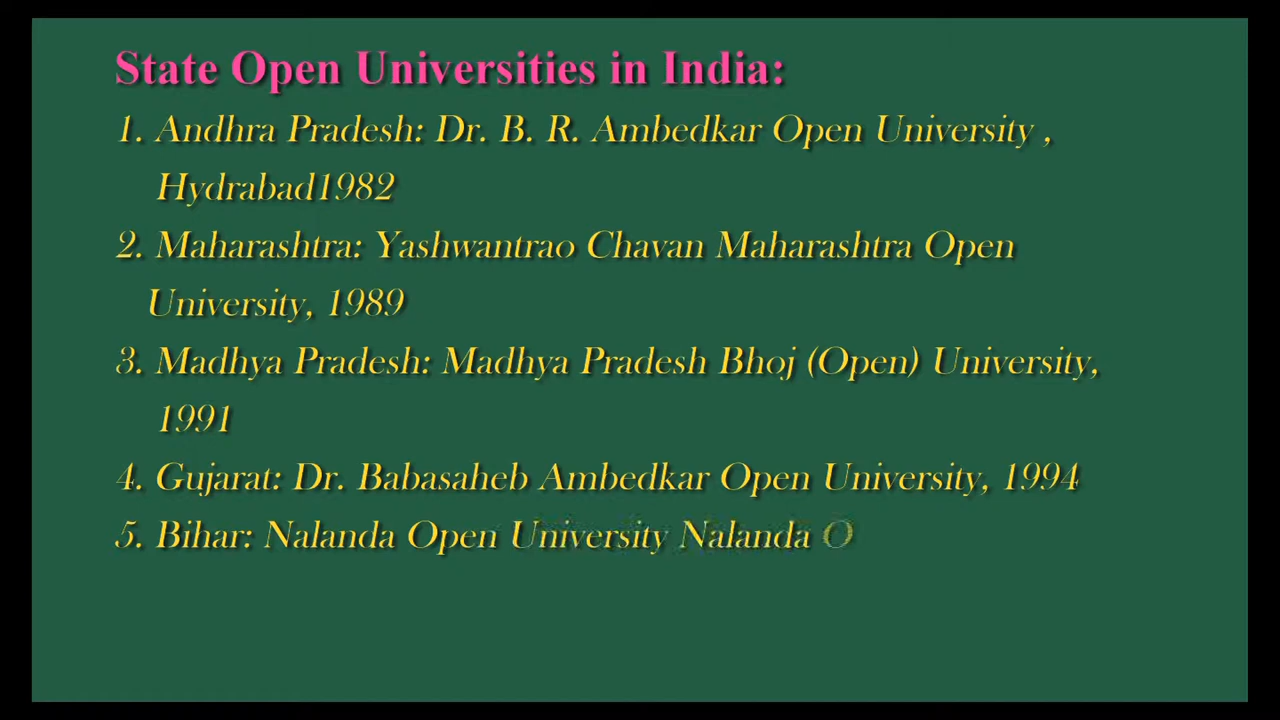 State Open Universities in India:
1. Andhra Pradesh: Dr. B. R. Ambedkar Open University ,
Hydrabad1982
2. Maharashtra: Yashwantrao Chavan Maharashtra Open
University, 1989
3. Madhya Pradesh: Madhya Pradesh Bhoj (Open) University,
1991
4. Gujarat: Dr. Babasaheb Ambedkar Open University, 1994
5. Bihar: Nalanda Open University Nalanda O